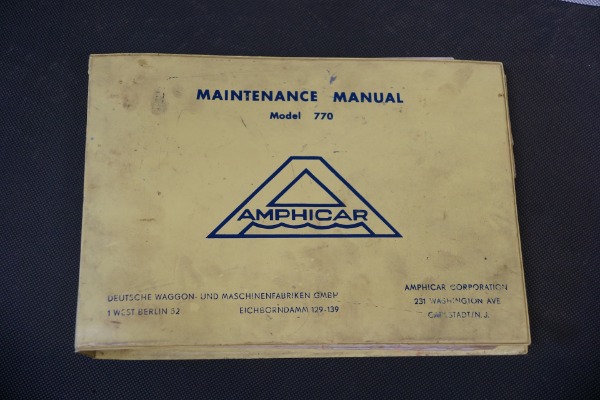 MAINTENANCE MANUAL
Model 770
AMPHICAR
DEUTSCHE WAGGON- UND MASCHINENFABRIKEN GMBH
1 WEST BERLIN 52 EICHBORNDAMM 129-139
AMPHICAR CORPORATION
231 WASHINGTON AVE
CARLSTADT/N. J.